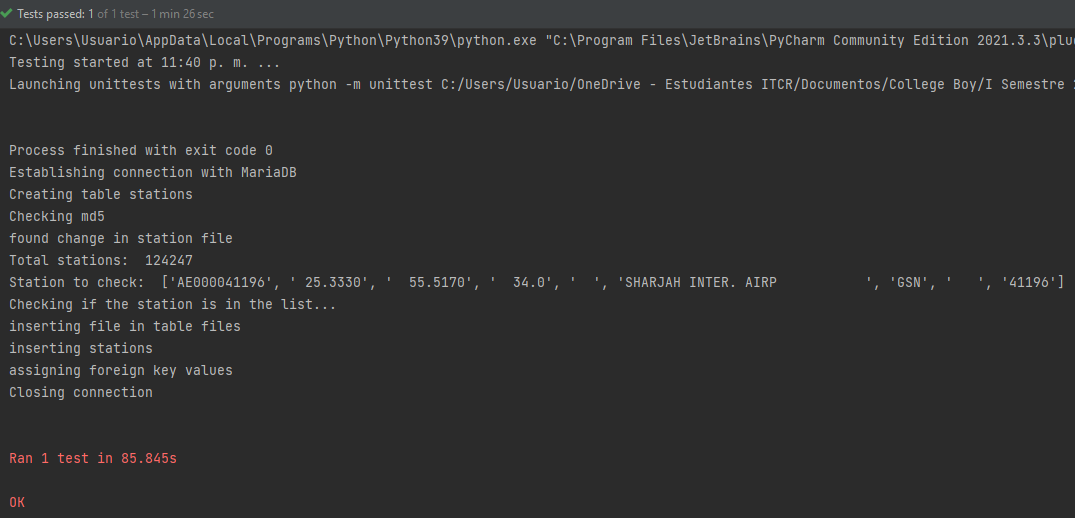 Tests passed: 1 of 1 test – 1 min 26 sec
C:\Users\Usuario\AppData\Local\Programs\Python\Python39\python.exe "C:\Program Files\JetBrains\PyCharm Community Edition 2021.3.3\plu
Testing started at 11:40 p. m. ...
Launching unittests with arguments python -m unittest C:/Users/Usuario/OneDrive - Estudiantes ITCR/Documentos/College Boy/I Semestre
Process finished with exit code 0
Establishing connection with MariaDB
Creating table stations
Checking md5
found change in station file
Total stations:  124247
Station to check:  ['AE000041196', ' 25.3330', '  55.5170', '  34.0', '  ', 'SHARJAH INTER. AIRP           ', 'GSN', '   ', '41196']
Checking if the station is in the list...
inserting file in table files
inserting stations
assigning foreign key values
Closing connection
Ran 1 test in 85.845s
OK